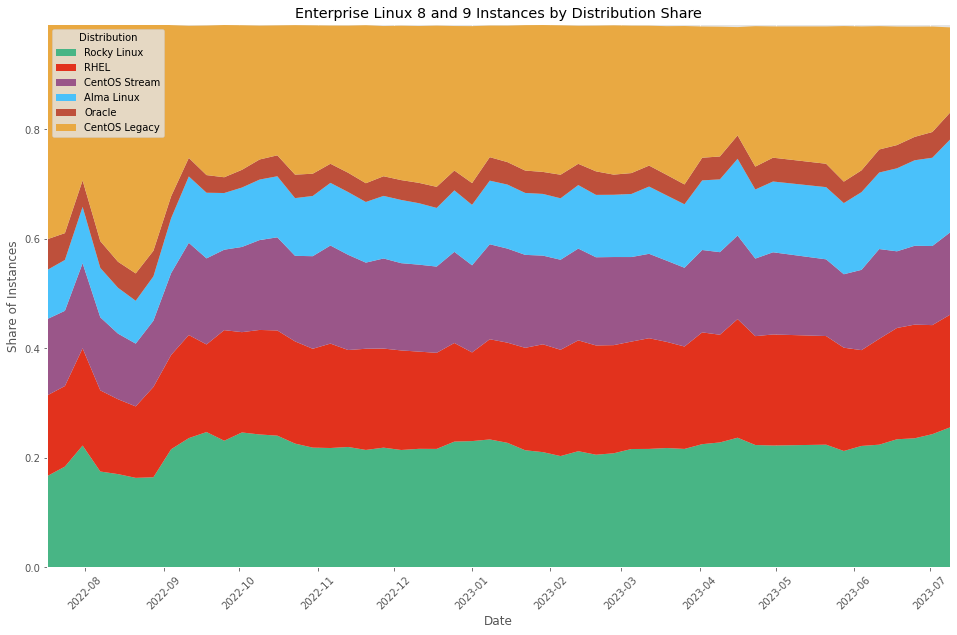 Enterprise Linux 8 and 9 Instances by Distribution Share
Distribution
Rocky Linux
RHEL
CentOS Stream
Alma Linux
Oracle
CentOS Legacy
Share of Instances
0.8
0.6
0.4
0.2
0.0
2022-08
2022-09
2022-10
2022-11
2022-12
2023-01
2023-02
2023-03
2023-04
2023-05
2023-06
2023-07
Date